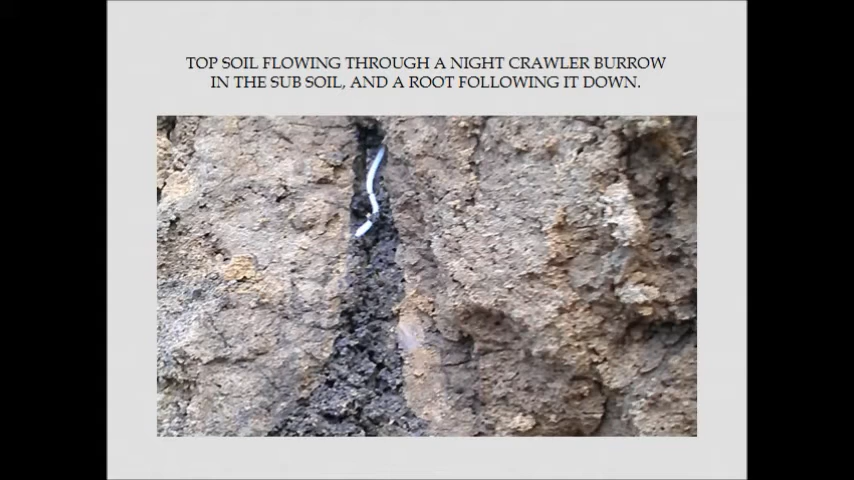 TOP SOIL FLOWING THROUGH A NIGHT CRAWLER BURROW
IN THE SUB SOIL, AND A ROOT FOLLOWING IT DOWN.